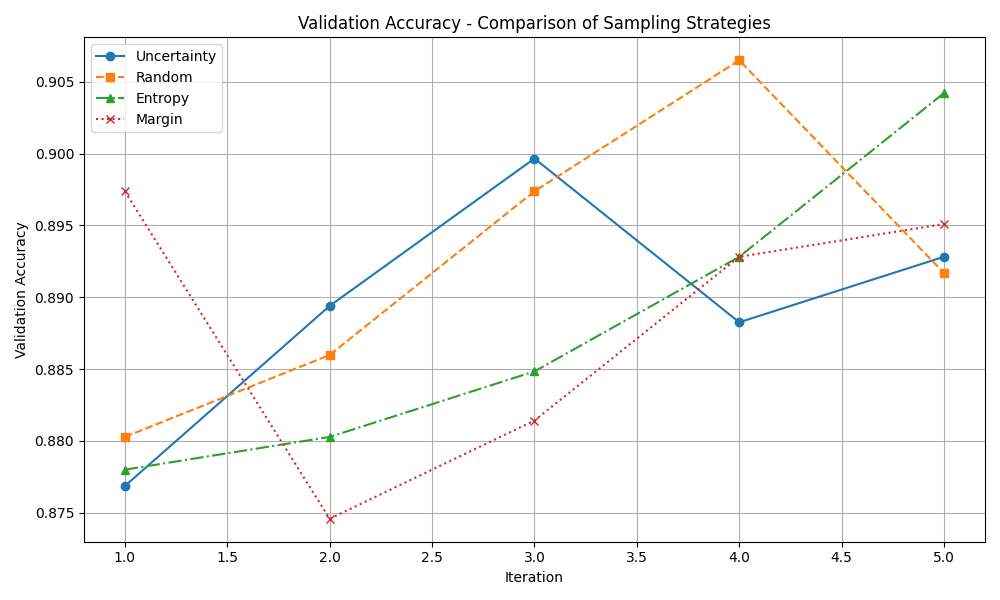 Validation Accuracy - Comparison of Sampling Strategies
Uncertainty
Random
Entropy
Margin
Validation Accuracy
0.905
0.900
0.895
0.890
0.885
0.880
0.875
1.0 1.5 2.0 2.5 3.0 3.5 4.0 4.5 5.0
Iteration